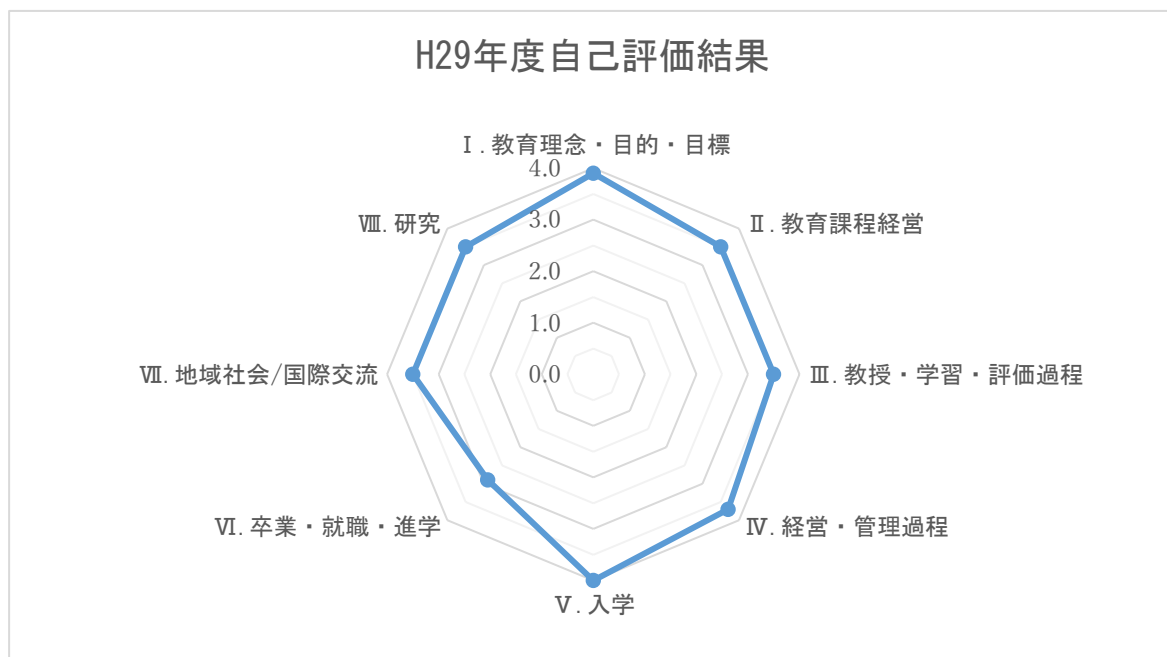 H29年度自己評価結果
Ⅰ. 教育理念・目的・目標
4.0
Ⅷ. 研究
Ⅱ. 教育課程経営
3.0
2.0
1.0
Ⅶ. 地域社会/国際交流
0.0
Ⅲ. 教授・学習・評価過程
Ⅵ. 卒業・就職・進学
Ⅳ. 経営・管理過程
Ⅴ. 入学